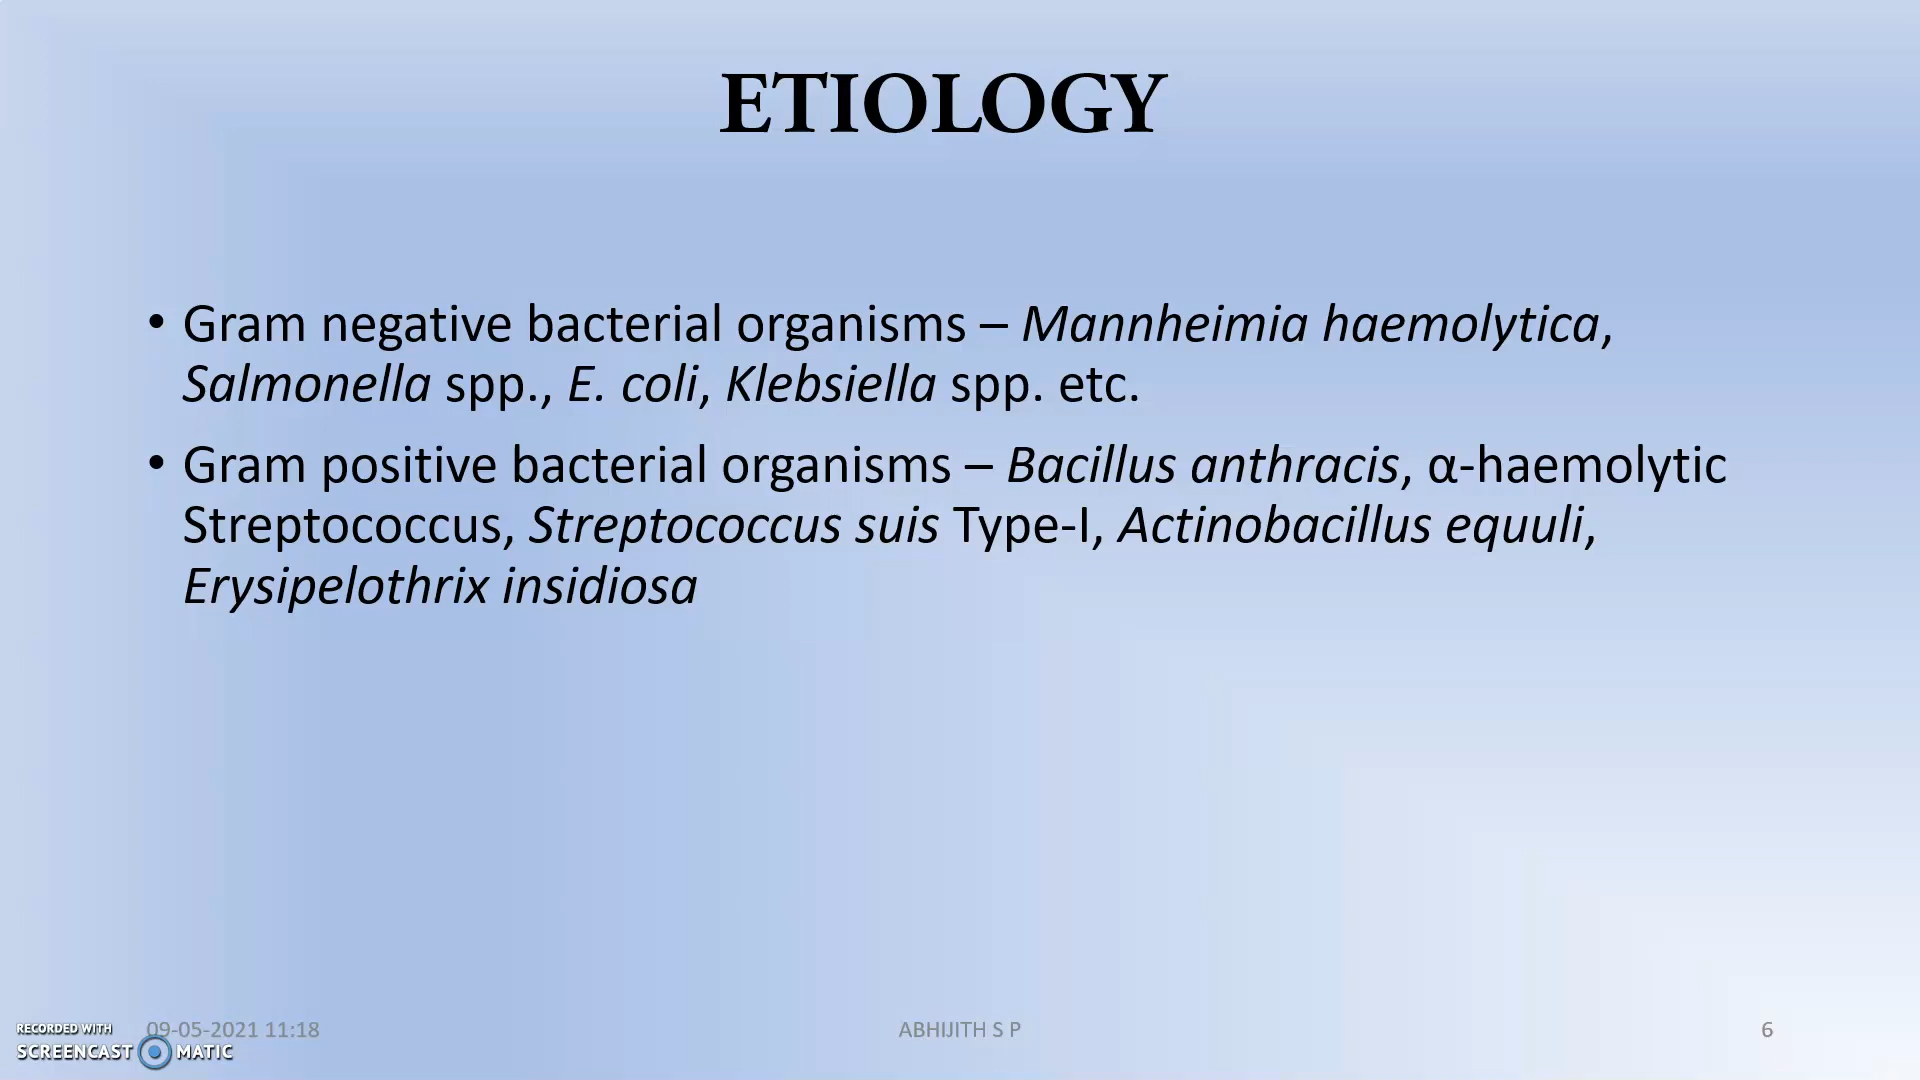 ETIOLOGY
• Gram negative bacterial organisms – Mannheimia haemolytica,
Salmonella spp., E. coli, Klebsiella spp. etc.
• Gram positive bacterial organisms – Bacillus anthracis, α-haemolytic
Streptococcus, Streptococcus suis Type-I, Actinobacillus equuli,
Erysipelothrix insidiosa
RECORDED WITH
SCREENCAST MATIC
09-05-2021 11:18
ABHIJITH S P
6